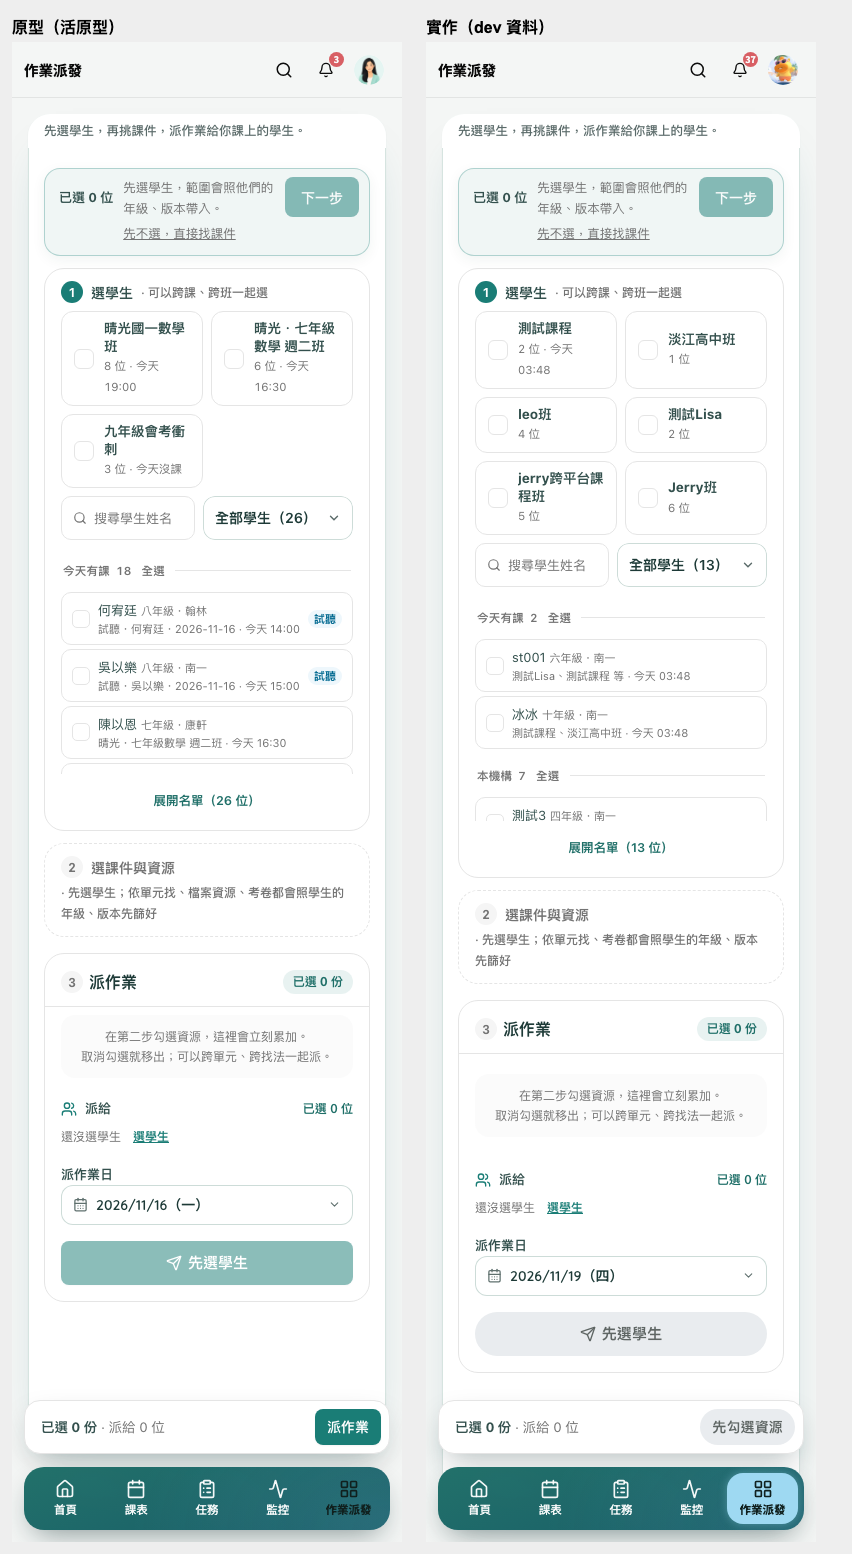 原型（活原型）
作業派發
3
先選學生，再挑課件，派作業給你課上的學生。
已選 0 位
先選學生，範圍會照他們的
年級、版本帶入。
先不選，直接找課件
下一步
1 選學生 · 可以跨課、跨班一起選
晴光國一數學
班
8 位 · 今天
19:00
晴光 · 七年級
數學 週二班
6 位 · 今天
16:30
九年級會考衝
刺
3 位 · 今天沒課
搜尋學生姓名
全部學生（26）
今天有課 18 全選
何宥廷 八年級 · 翰林
試聽 · 何宥廷 · 2026-11-16 · 今天 14:00
試聽
吳以樂 八年級 · 南一
試聽 · 吳以樂 · 2026-11-16 · 今天 15:00
試聽
陳以恩 七年級 · 康軒
晴光 · 七年級數學 週二班 · 今天 16:30
展開名單（26 位）
2 選課件與資源
· 先選學生；依單元找、檔案資源、考卷都會照學生的
年級、版本先篩好
3 派作業 已選 0 份
在第二步勾選資源，這裡會立刻累加。
取消勾選就移出；可以跨單元、跨找法一起派。
派給 已選 0 位
還沒選學生 選學生
派作業日
2026/11/16（一）
先選學生
已選 0 份 · 派給 0 位
派作業
首頁 課表 任務 監控 作業派發
實作（dev 資料）
作業派發
37
先選學生，再挑課件，派作業給你課上的學生。
已選 0 位
先選學生，範圍會照他們的
年級、版本帶入。
先不選，直接找課件
下一步
1 選學生 · 可以跨課、跨班一起選
測試課程
2 位 · 今天
03:48
淡江高中班
1 位
leo班
4 位
測試Lisa
2 位
jerry跨平台課
程班
5 位
Jerry班
6 位
搜尋學生姓名
全部學生（13）
今天有課 2 全選
st001 六年級 · 南一
測試Lisa、測試課程 等 · 今天 03:48
冰冰 十年級 · 南一
測試課程、淡江高中班 · 今天 03:48
本機構 7 全選
測試3 四年級 · 南一
展開名單（13 位）
2 選課件與資源
· 先選學生；依單元找、檔案資源、考卷都會照學生的年級、版本
先篩好
3 派作業 已選 0 份
在第二步勾選資源，這裡會立刻累加。
取消勾選就移出；可以跨單元、跨找法一起派。
派給 已選 0 位
還沒選學生 選學生
派作業日
2026/11/19（四）
先選學生
已選 0 份 · 派給 0 位
先勾選資源
首頁 課表 任務 監控 作業派發